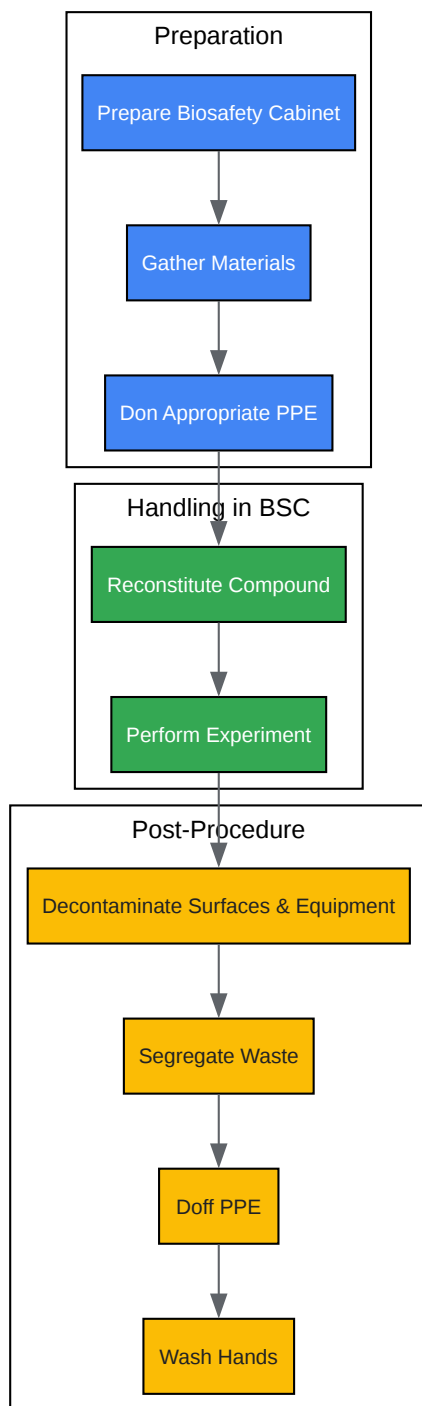 Preparation
Prepare Biosafety Cabinet
Gather Materials
Don Appropriate PPE
Handling in BSC
Reconstitute Compound
Perform Experiment
Post-Procedure
Decontaminate Surfaces & Equipment
Segregate Waste
Doff PPE
Wash Hands